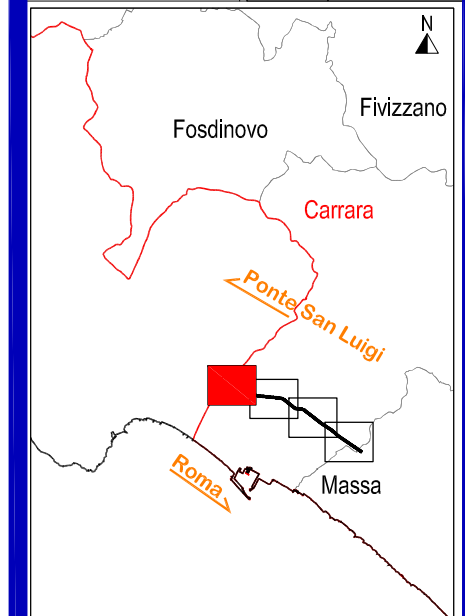 N
Fivizzano
Fosdinovo
Carrara
Ponte San Luigi
Roma
Massa